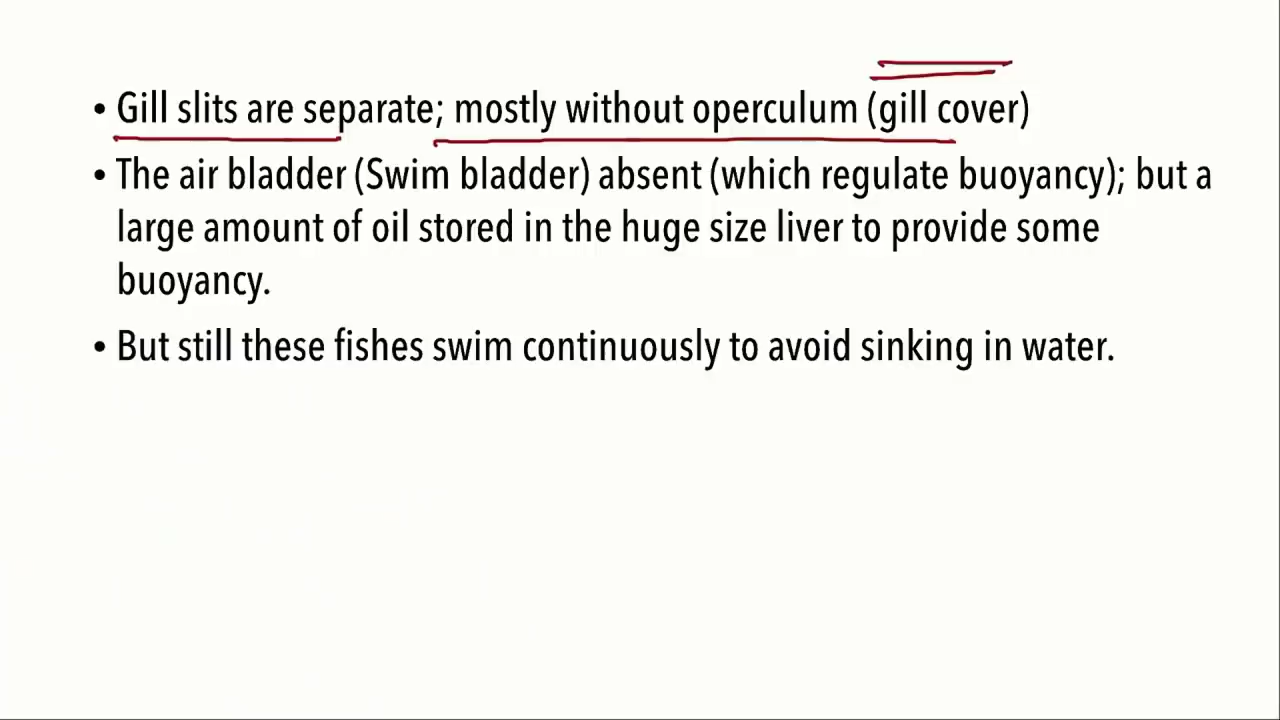 • Gill slits are separate; mostly without operculum (gill cover)
• The air bladder (Swim bladder) absent (which regulate buoyancy); but a
large amount of oil stored in the huge size liver to provide some
buoyancy.
• But still these fishes swim continuously to avoid sinking in water.